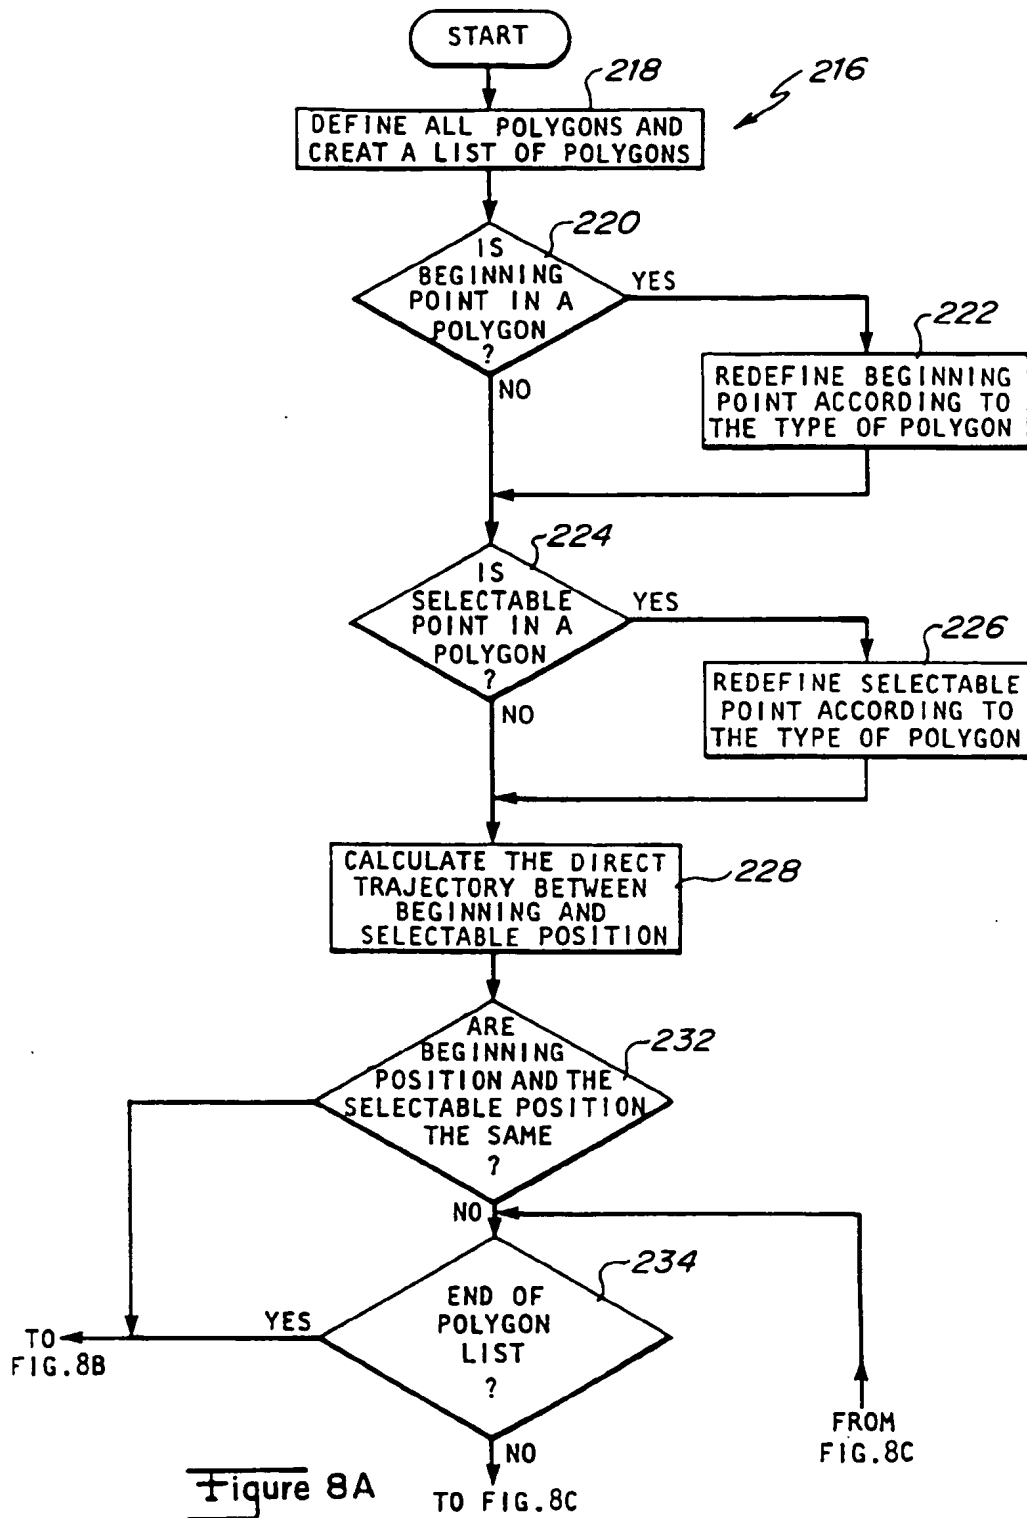 START
218
216
DEFINE ALL POLYGONS AND
CREAT A LIST OF POLYGONS
220
IS
BEGINNING
POINT IN A
POLYGON
?
YES
NO
222
REDEFINE BEGINNING
POINT ACCORDING TO
THE TYPE OF POLYGON
224
IS
SELECTABLE
POINT IN A
POLYGON
?
YES
NO
226
REDEFINE SELECTABLE
POINT ACCORDING TO
THE TYPE OF POLYGON
CALCULATE THE DIRECT
TRAJECTORY BETWEEN
BEGINNING AND
SELECTABLE POSITION
228
ARE
BEGINNING
POSITION AND THE
SELECTABLE POSITION
THE SAME
?
232
NO
234
END OF
POLYGON
LIST
?
YES
TO
FIG.8B
NO
TO FIG.8C
FROM
FIG.8C
Figure 8A